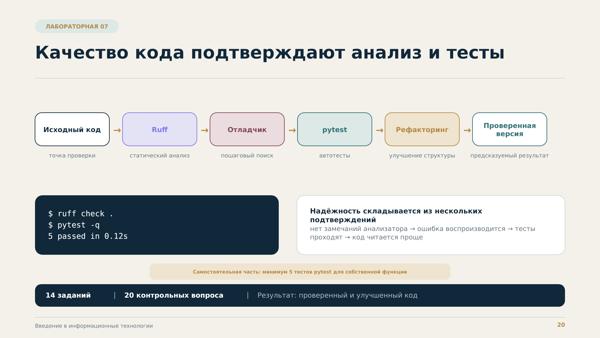 ЛАБОРАТОРНАЯ 07
Качество кода подтверждают анализ и тесты
Исходный код → Ruff → Отладчик → pytest → Рефакторинг → Проверенная версия
точка проверки
статический анализ
пошаговый поиск
автотесты
улучшение структуры
предсказуемый результат
$ ruff check .
$ pytest -q
5 passed in 0.12s
Надёжность складывается из нескольких
подтверждений
нет замечаний анализатора → ошибка воспроизводится → тесты
проходят → код читается проще
Самостоятельная часть: минимум 5 тестов pytest для собственной функции
14 заданий | 20 контрольных вопроса | Результат: проверенный и улучшенный код
Введение в информационные технологии
20